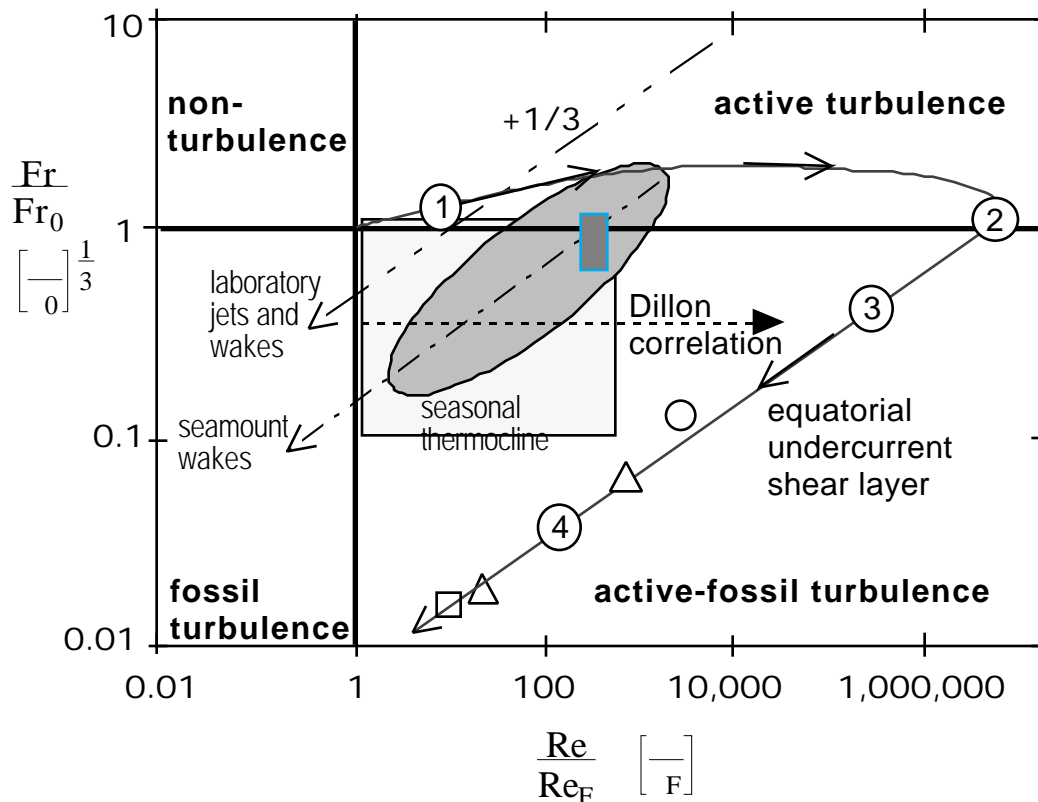 10
non-
turbulence
active turbulence
+1/3
Fr
Fr0
1
1
2
[ — 0 ] 1/3
laboratory
jets and
wakes
Dillon
correlation
3
seamount
wakes
seasonal
thermocline
0.1
equatorial
undercurrent
shear layer
4
fossil
turbulence
active-fossil turbulence
0.01
0.01
1
100
10,000
1,000,000
Re
ReF
[ — F ]